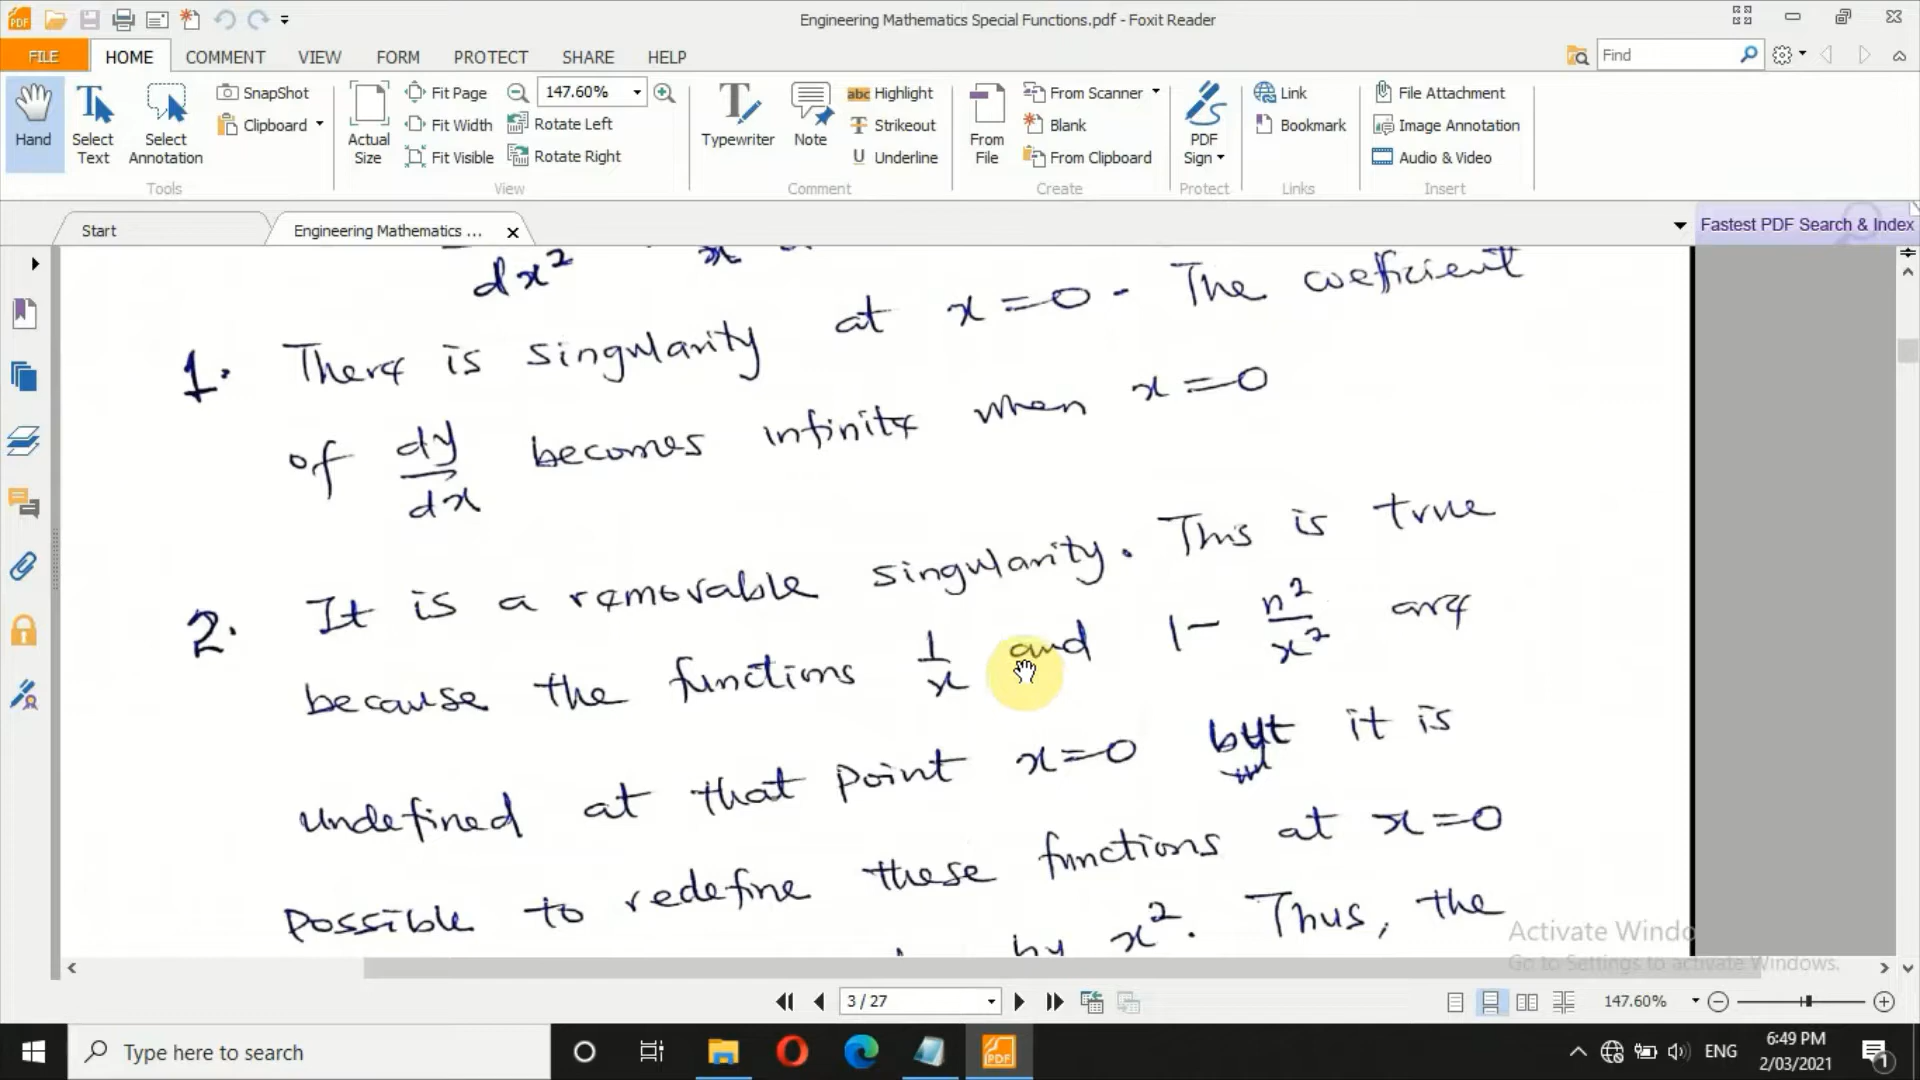 Engineering Mathematics Special Functions.pdf - Foxit Reader
FILE HOME COMMENT VIEW FORM PROTECT SHARE HELP
Find
Hand
Select Text
Select Annotation
SnapShot
Clipboard
Tools
Actual Size
Fit Page
Fit Width
Fit Visible
147.60%
Rotate Left
Rotate Right
View
Typewriter
Note
abc Highlight
Strikeout
Underline
Comment
From File
From Scanner
Blank
From Clipboard
Create
PDF Sign
Protect
Link
Bookmark
Links
File Attachment
Image Annotation
Audio & Video
Insert
Start
Engineering Mathematics ...
Fastest PDF Search & Index
dx² x
1. There is singularity at x=0. The coefficient
of dy/dx becomes infinite when x=0
2. It is a removable singularity. This is true
because the functions 1/x and 1- n²/x² are
undefined at that point x=0 but it is
possible to redefine these functions at x=0
by x². Thus, the
Activate Windo
Go to Settings to activate Windows.
3 / 27
147.60%
Type here to search
ENG
6:49 PM
2/03/2021
1